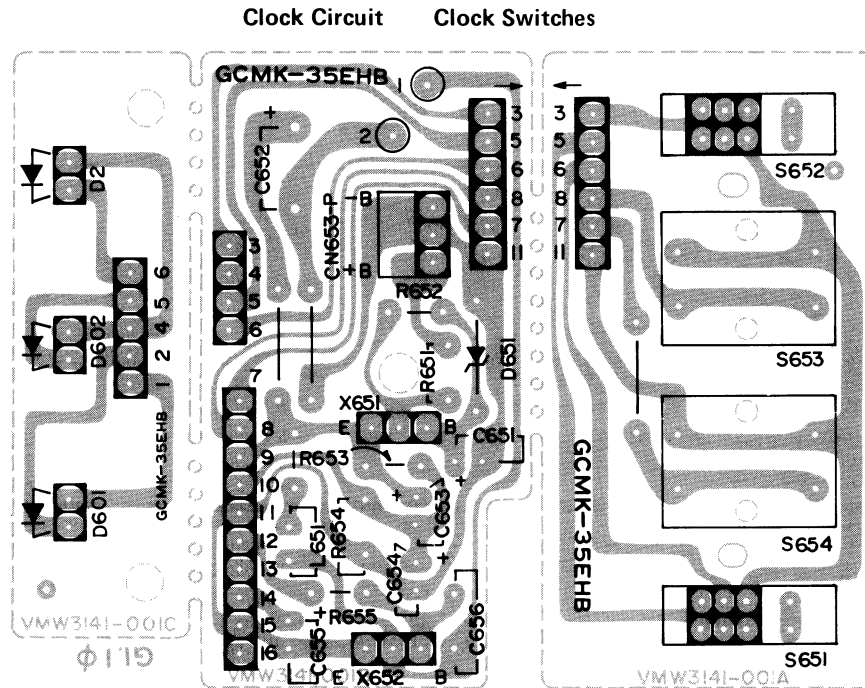 Clock Circuit Clock Switches
D2
D602
D601
6
5
4
2
1
GCMK-35EHB
VMW3141-001C
GCMK-35EHB
1
2
+
C652
CN653-P
-B
+B
3
5
6
8
7
11
3
4
5
6
R652
R651
D651
7
8
9
10
11
12
13
14
15
16
X651
E
B
C651
+
R653
+
C653
L651
R654
C654
+
R655
+
C655
C656
X652
E
B
3
5
6
8
7
11
S652
S653
S654
S651
GCMK-35EHB
VMW3141-001A